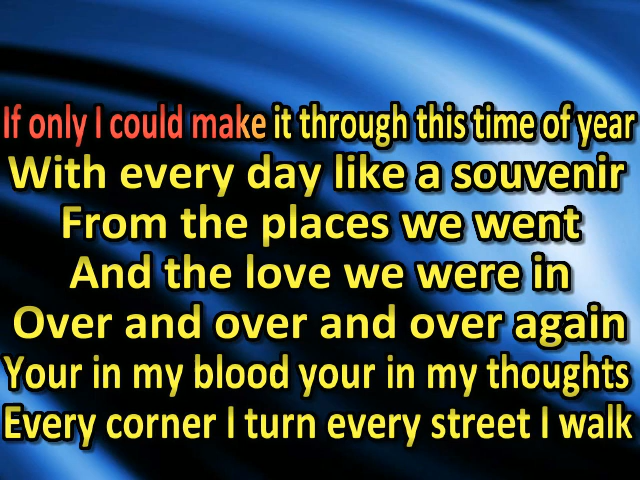 If only I could make it through this time of year
With every day like a souvenir
From the places we went
And the love we were in
Over and over and over again
Your in my blood your in my thoughts
Every corner I turn every street I walk